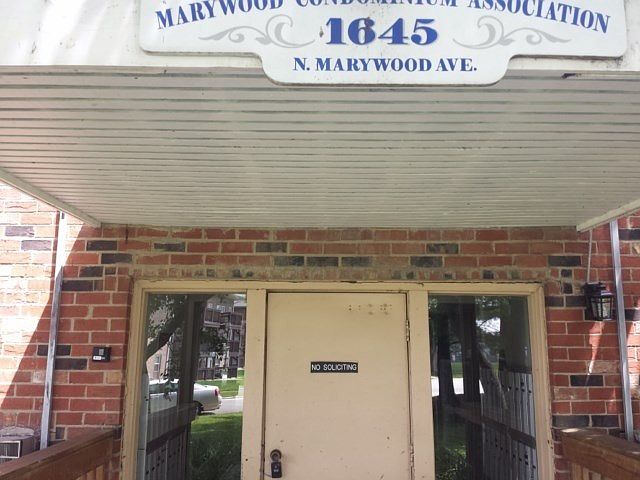 MARYWOOD CONDOMINIUM ASSOCIATION
1645
N. MARYWOOD AVE.
NO SOLICITING